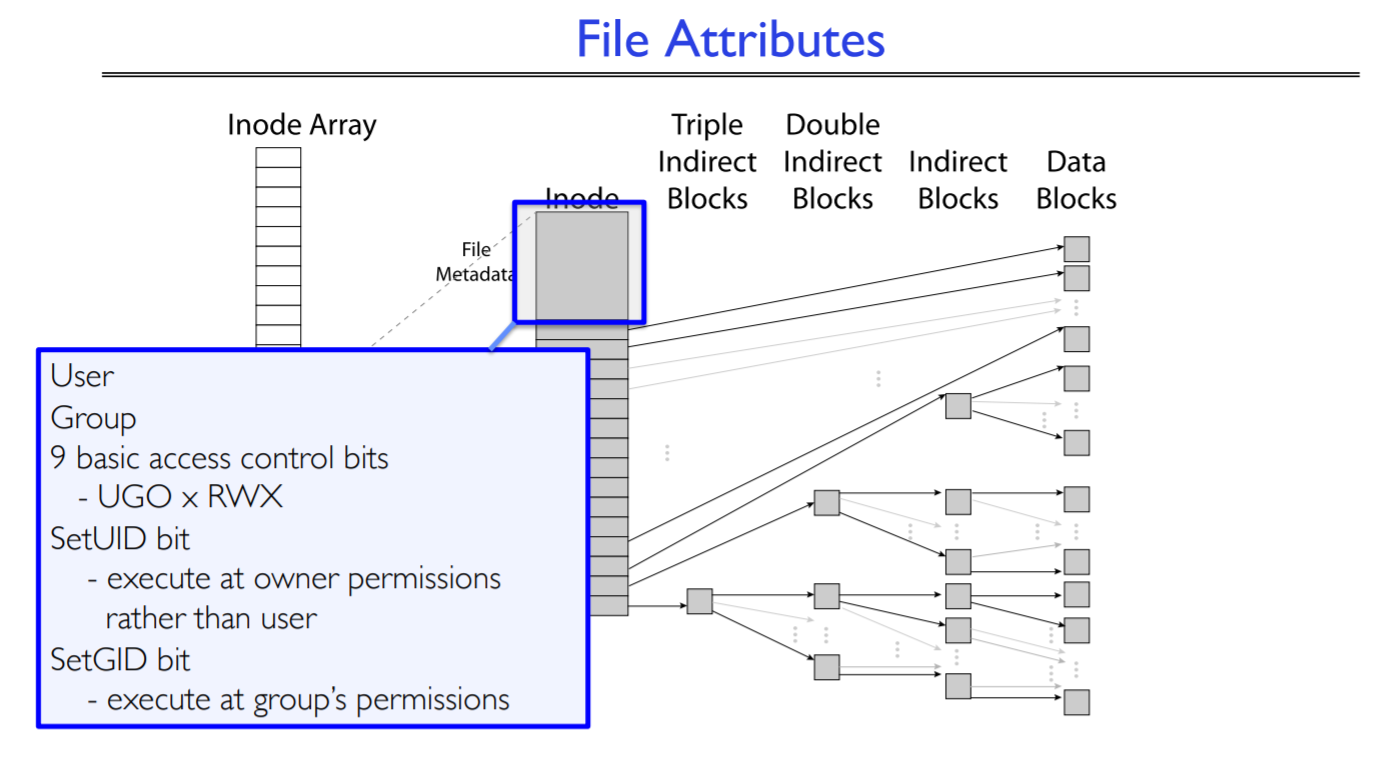 File Attributes
Inode Array
Triple
Indirect
Blocks
Double
Indirect
Blocks
Indirect
Blocks
Data
Blocks
Inode
File
Metadata
User
Group
9 basic access control bits
- UGO x RWX
SetUID bit
- execute at owner permissions
rather than user
SetGID bit
- execute at group's permissions